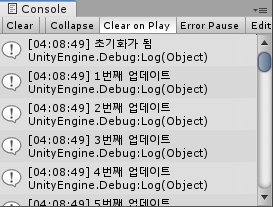 Console
Clear Collapse Clear on Play Error Pause Edit
[04:08:49] 초기화가 됨
UnityEngine.Debug:Log(Object)
[04:08:49] 1번째 업데이트
UnityEngine.Debug:Log(Object)
[04:08:49] 2번째 업데이트
UnityEngine.Debug:Log(Object)
[04:08:49] 3번째 업데이트
UnityEngine.Debug:Log(Object)
[04:08:49] 4번째 업데이트
UnityEngine.Debug:Log(Object)
[04:08:49] 5번째 업데이트